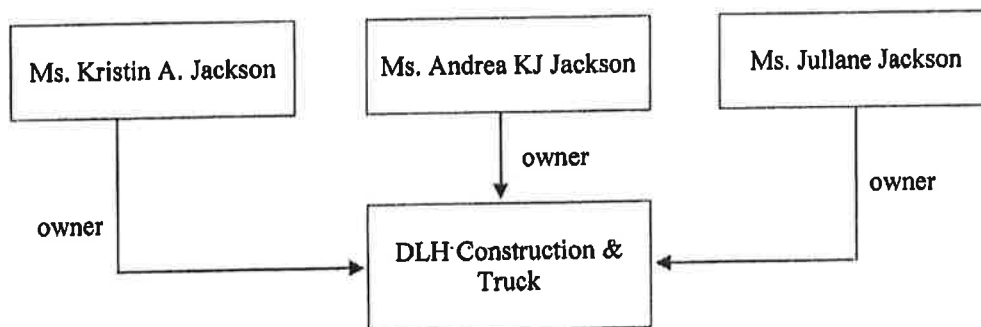 Ms. Kristin A. Jackson
Ms. Andrea KJ Jackson
Ms. Jullane Jackson
owner
owner
owner
DLH Construction &
Truck